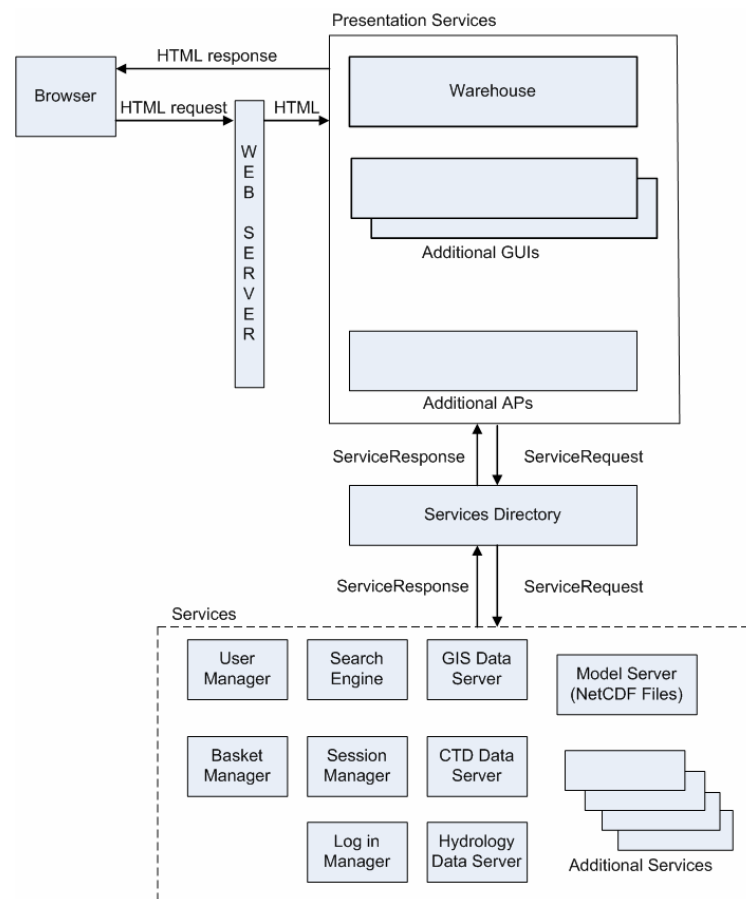 Presentation Services
HTML response
Browser
Warehouse
HTML request
HTML
WEB SERVER
Additional GUIs
Additional APs
ServiceResponse
ServiceRequest
Services Directory
ServiceResponse
ServiceRequest
Services
User
Manager
Search
Engine
GIS Data
Server
Model Server
(NetCDF Files)
Basket
Manager
Session
Manager
CTD Data
Server
Log in
Manager
Hydrology
Data Server
Additional Services